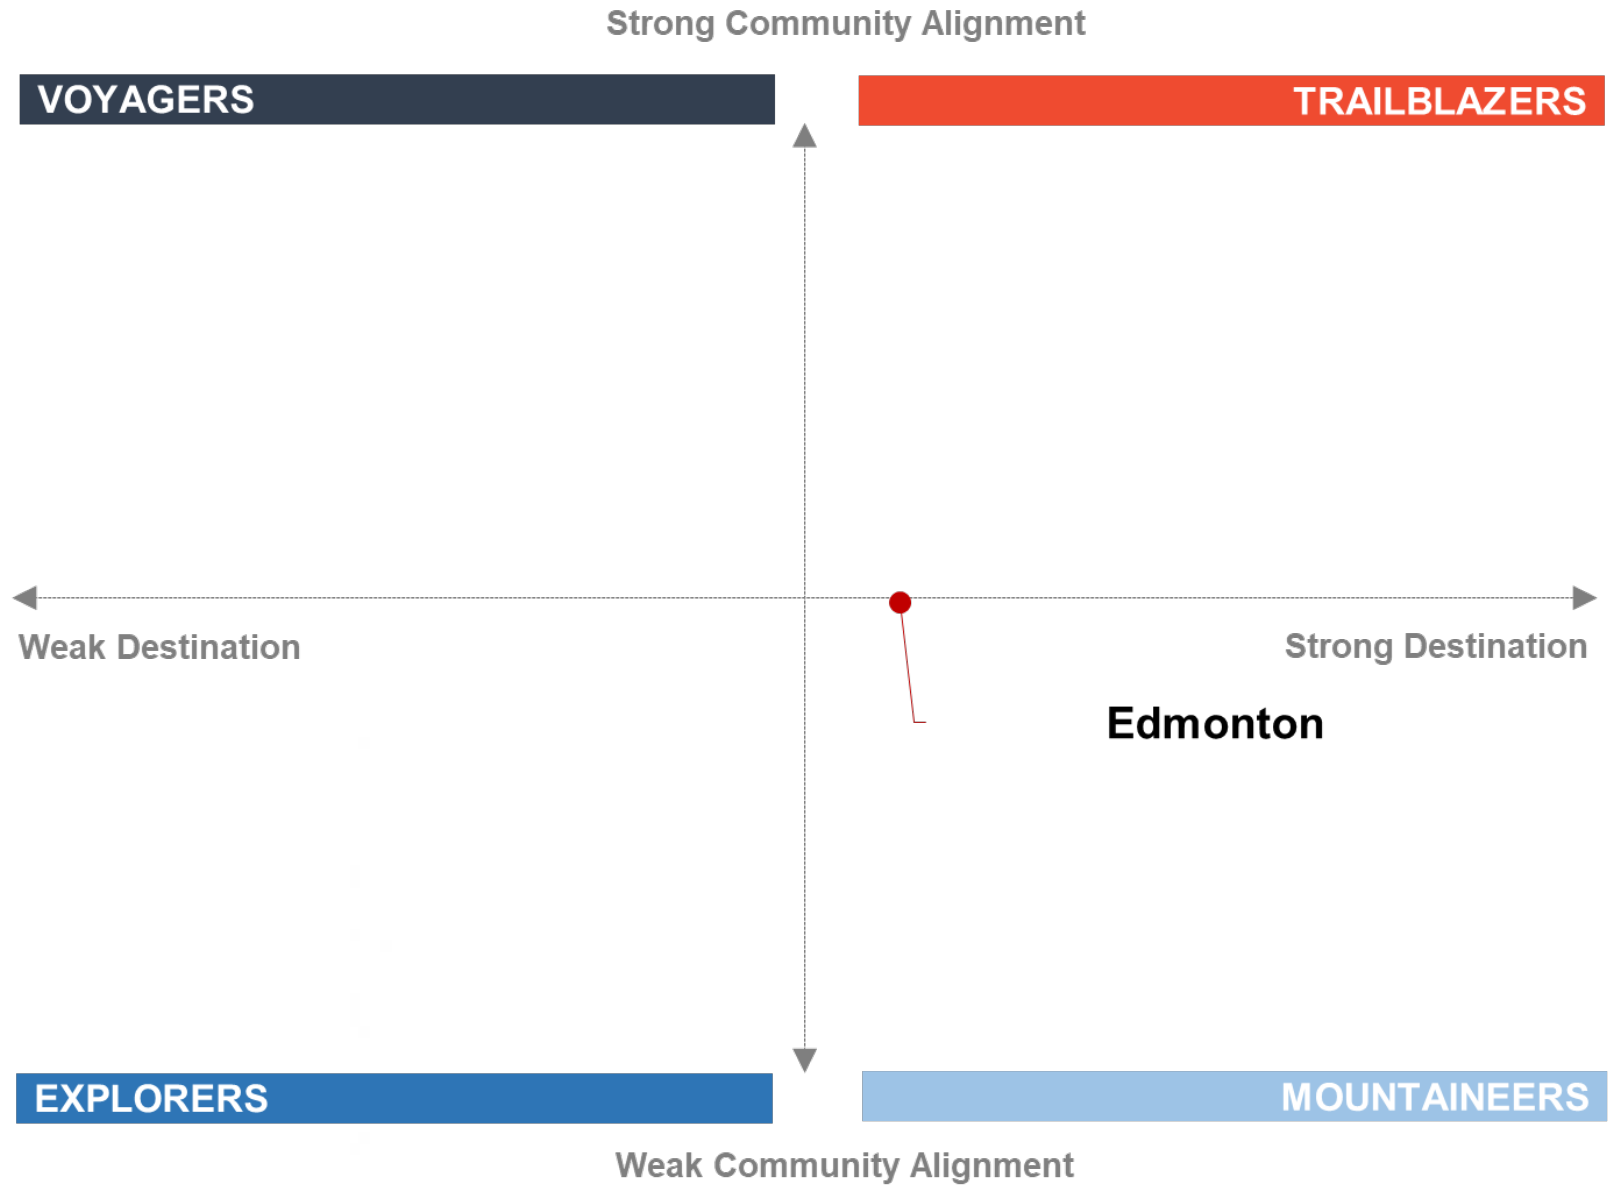 Strong Community Alignment
VOYAGERS
TRAILBLAZERS
Weak Destination
Strong Destination
Edmonton
EXPLORERS
MOUNTAINEERS
Weak Community Alignment